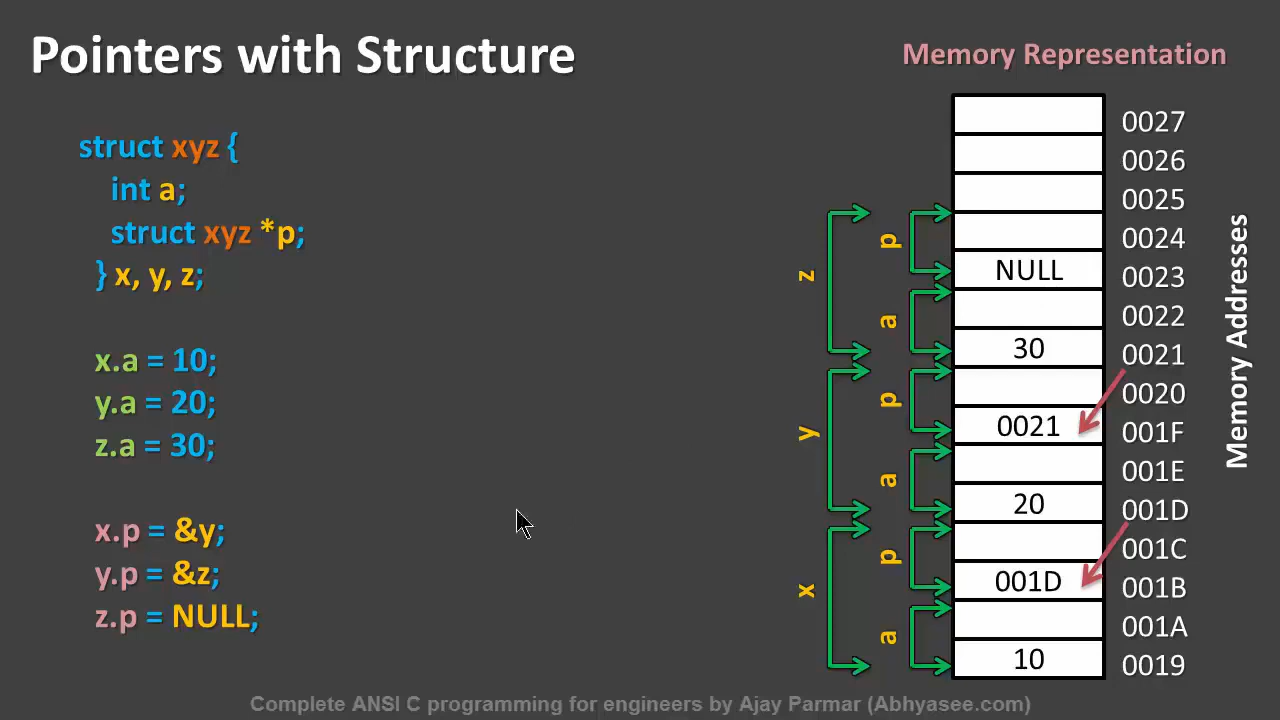 Pointers with Structure
struct xyz {
int a;
struct xyz *p;
} x, y, z;
x.a = 10;
y.a = 20;
z.a = 30;
x.p = &y;
y.p = &z;
z.p = NULL;
Memory Representation
0027
0026
0025
0024
NULL 0023
0022
30 0021
0020
0021 001F
001E
20 001D
001C
001D 001B
001A
10 0019
z
p
a
y
p
a
x
p
a
Memory Addresses
Complete ANSI C programming for engineers by Ajay Parmar (Abhyasee.com)